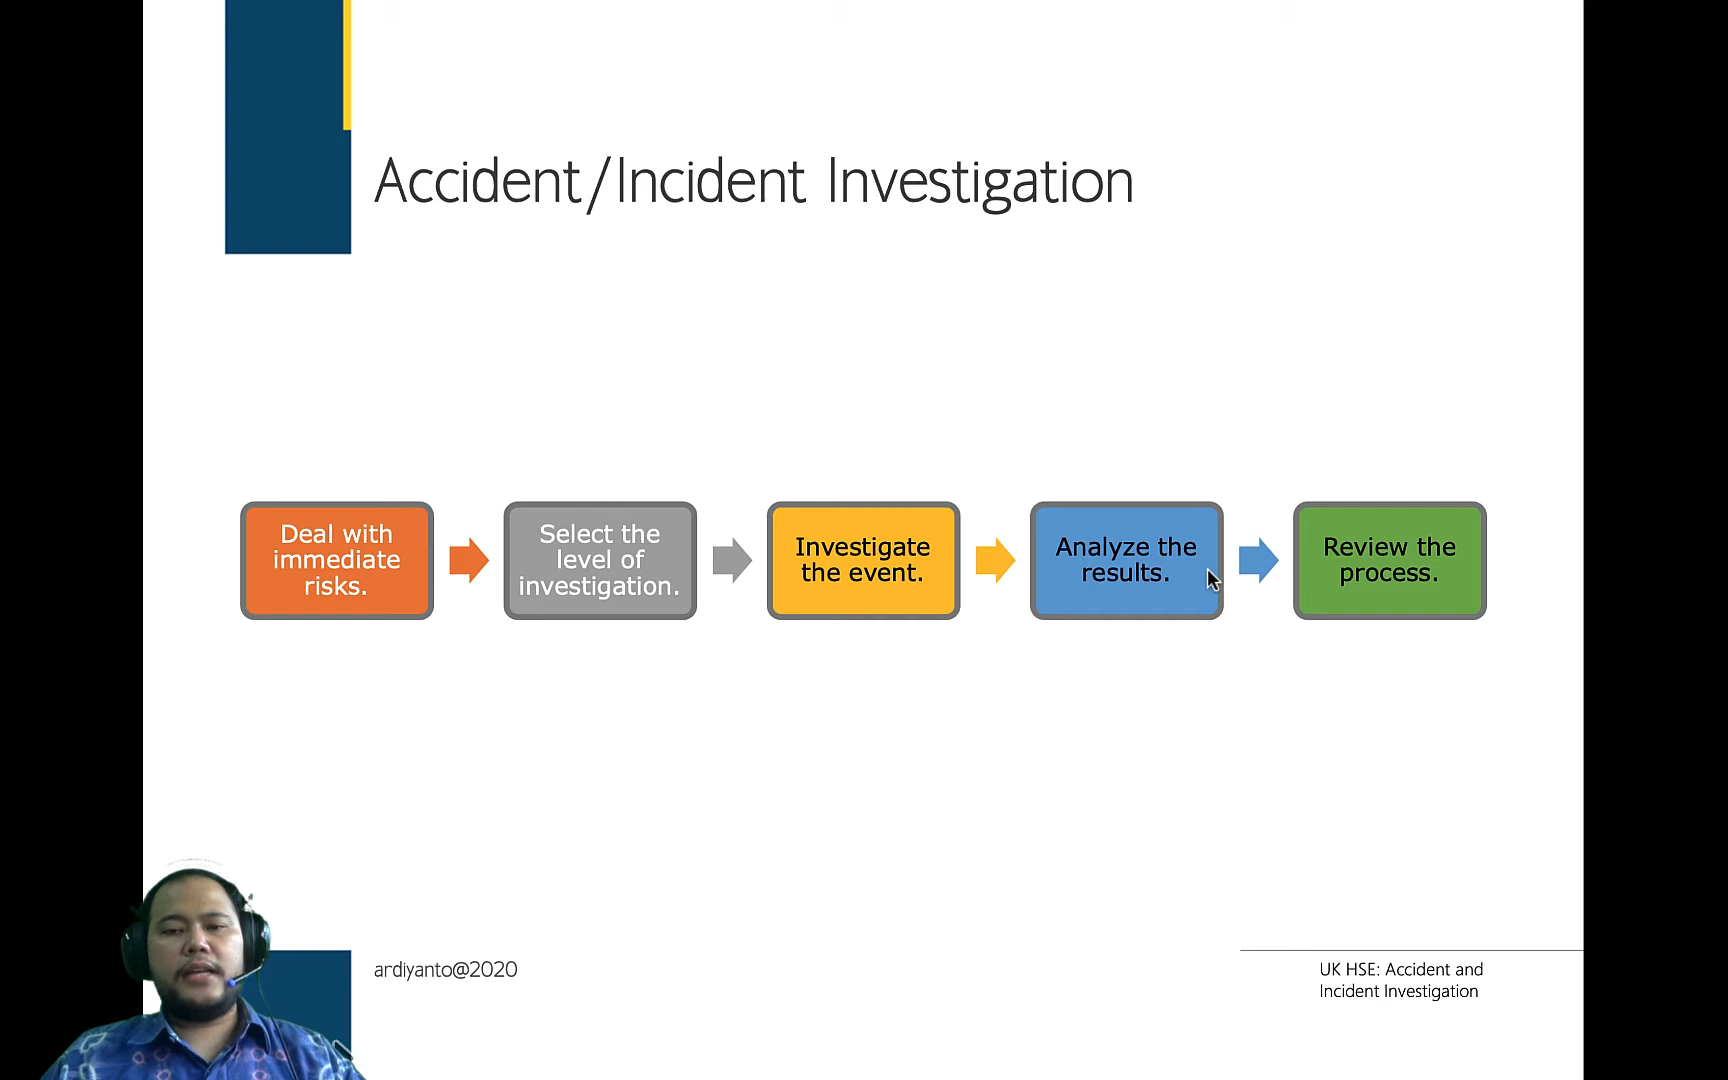 Accident/Incident Investigation
Deal with
immediate
risks.
Select the
level of
investigation.
Investigate
the event.
Analyze the
results.
Review the
process.
ardiyanto@2020
UK HSE: Accident and
Incident Investigation